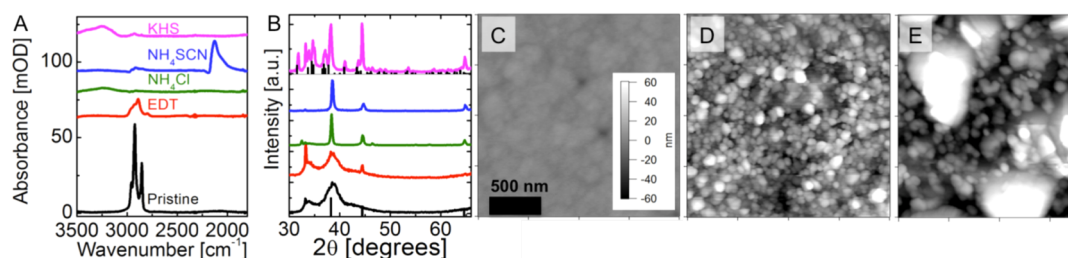 A
Absorbance [mOD]
100
50
0
KHS
NH4SCN
NH4Cl
EDT
Pristine
3500 3000 2500 2000
Wavenumber [cm-1]
B
Intensity [a.u.]
30 40 50 60
2θ [degrees]
C
60
40
20
0
-20
-40
-60
nm
500 nm
D
E